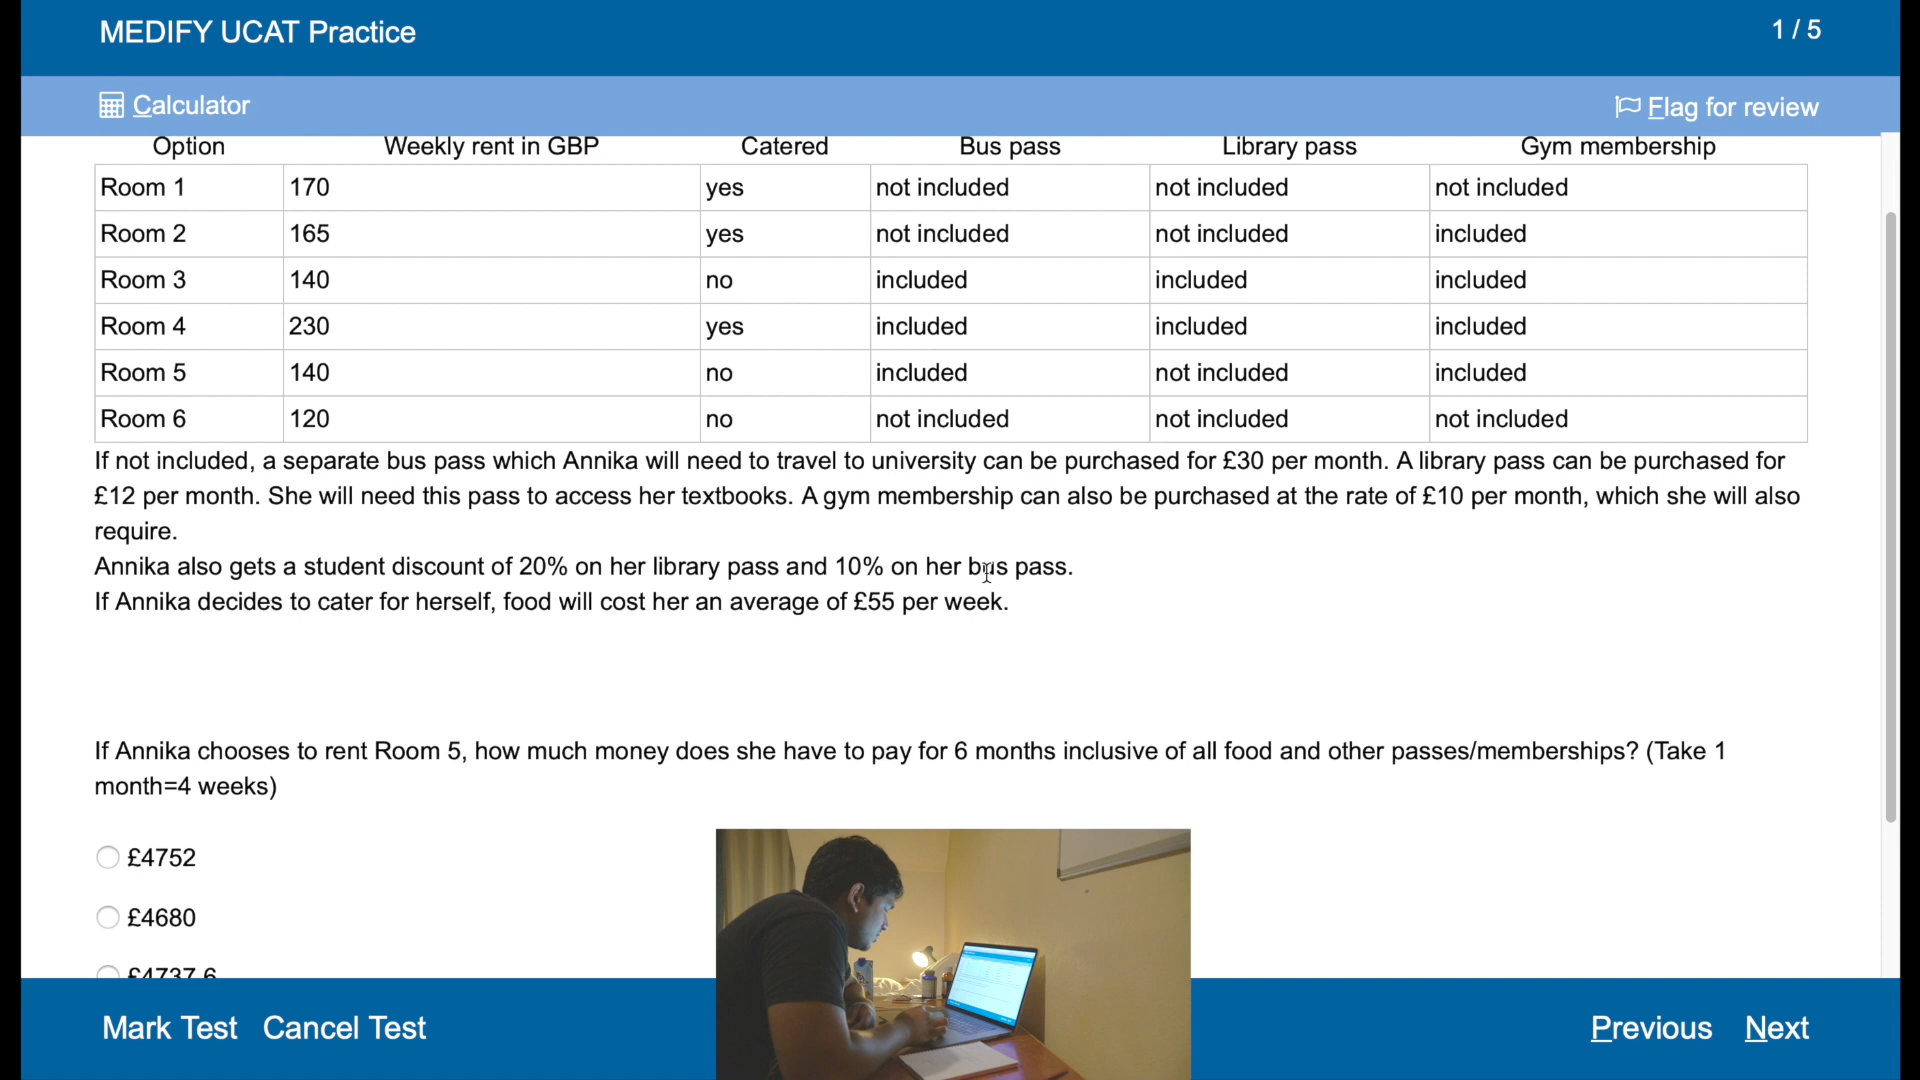 MEDIFY UCAT Practice
1 / 5
Calculator
Flag for review
Option Weekly rent in GBP Catered Bus pass Library pass Gym membership
Room 1 170 yes not included not included not included
Room 2 165 yes not included not included included
Room 3 140 no included included included
Room 4 230 yes included included included
Room 5 140 no included not included included
Room 6 120 no not included not included not included
If not included, a separate bus pass which Annika will need to travel to university can be purchased for £30 per month. A library pass can be purchased for
£12 per month. She will need this pass to access her textbooks. A gym membership can also be purchased at the rate of £10 per month, which she will also
require.
Annika also gets a student discount of 20% on her library pass and 10% on her bus pass.
If Annika decides to cater for herself, food will cost her an average of £55 per week.
If Annika chooses to rent Room 5, how much money does she have to pay for 6 months inclusive of all food and other passes/memberships? (Take 1
month=4 weeks)
£4752
£4680
£4737.6
Mark Test Cancel Test
Previous Next